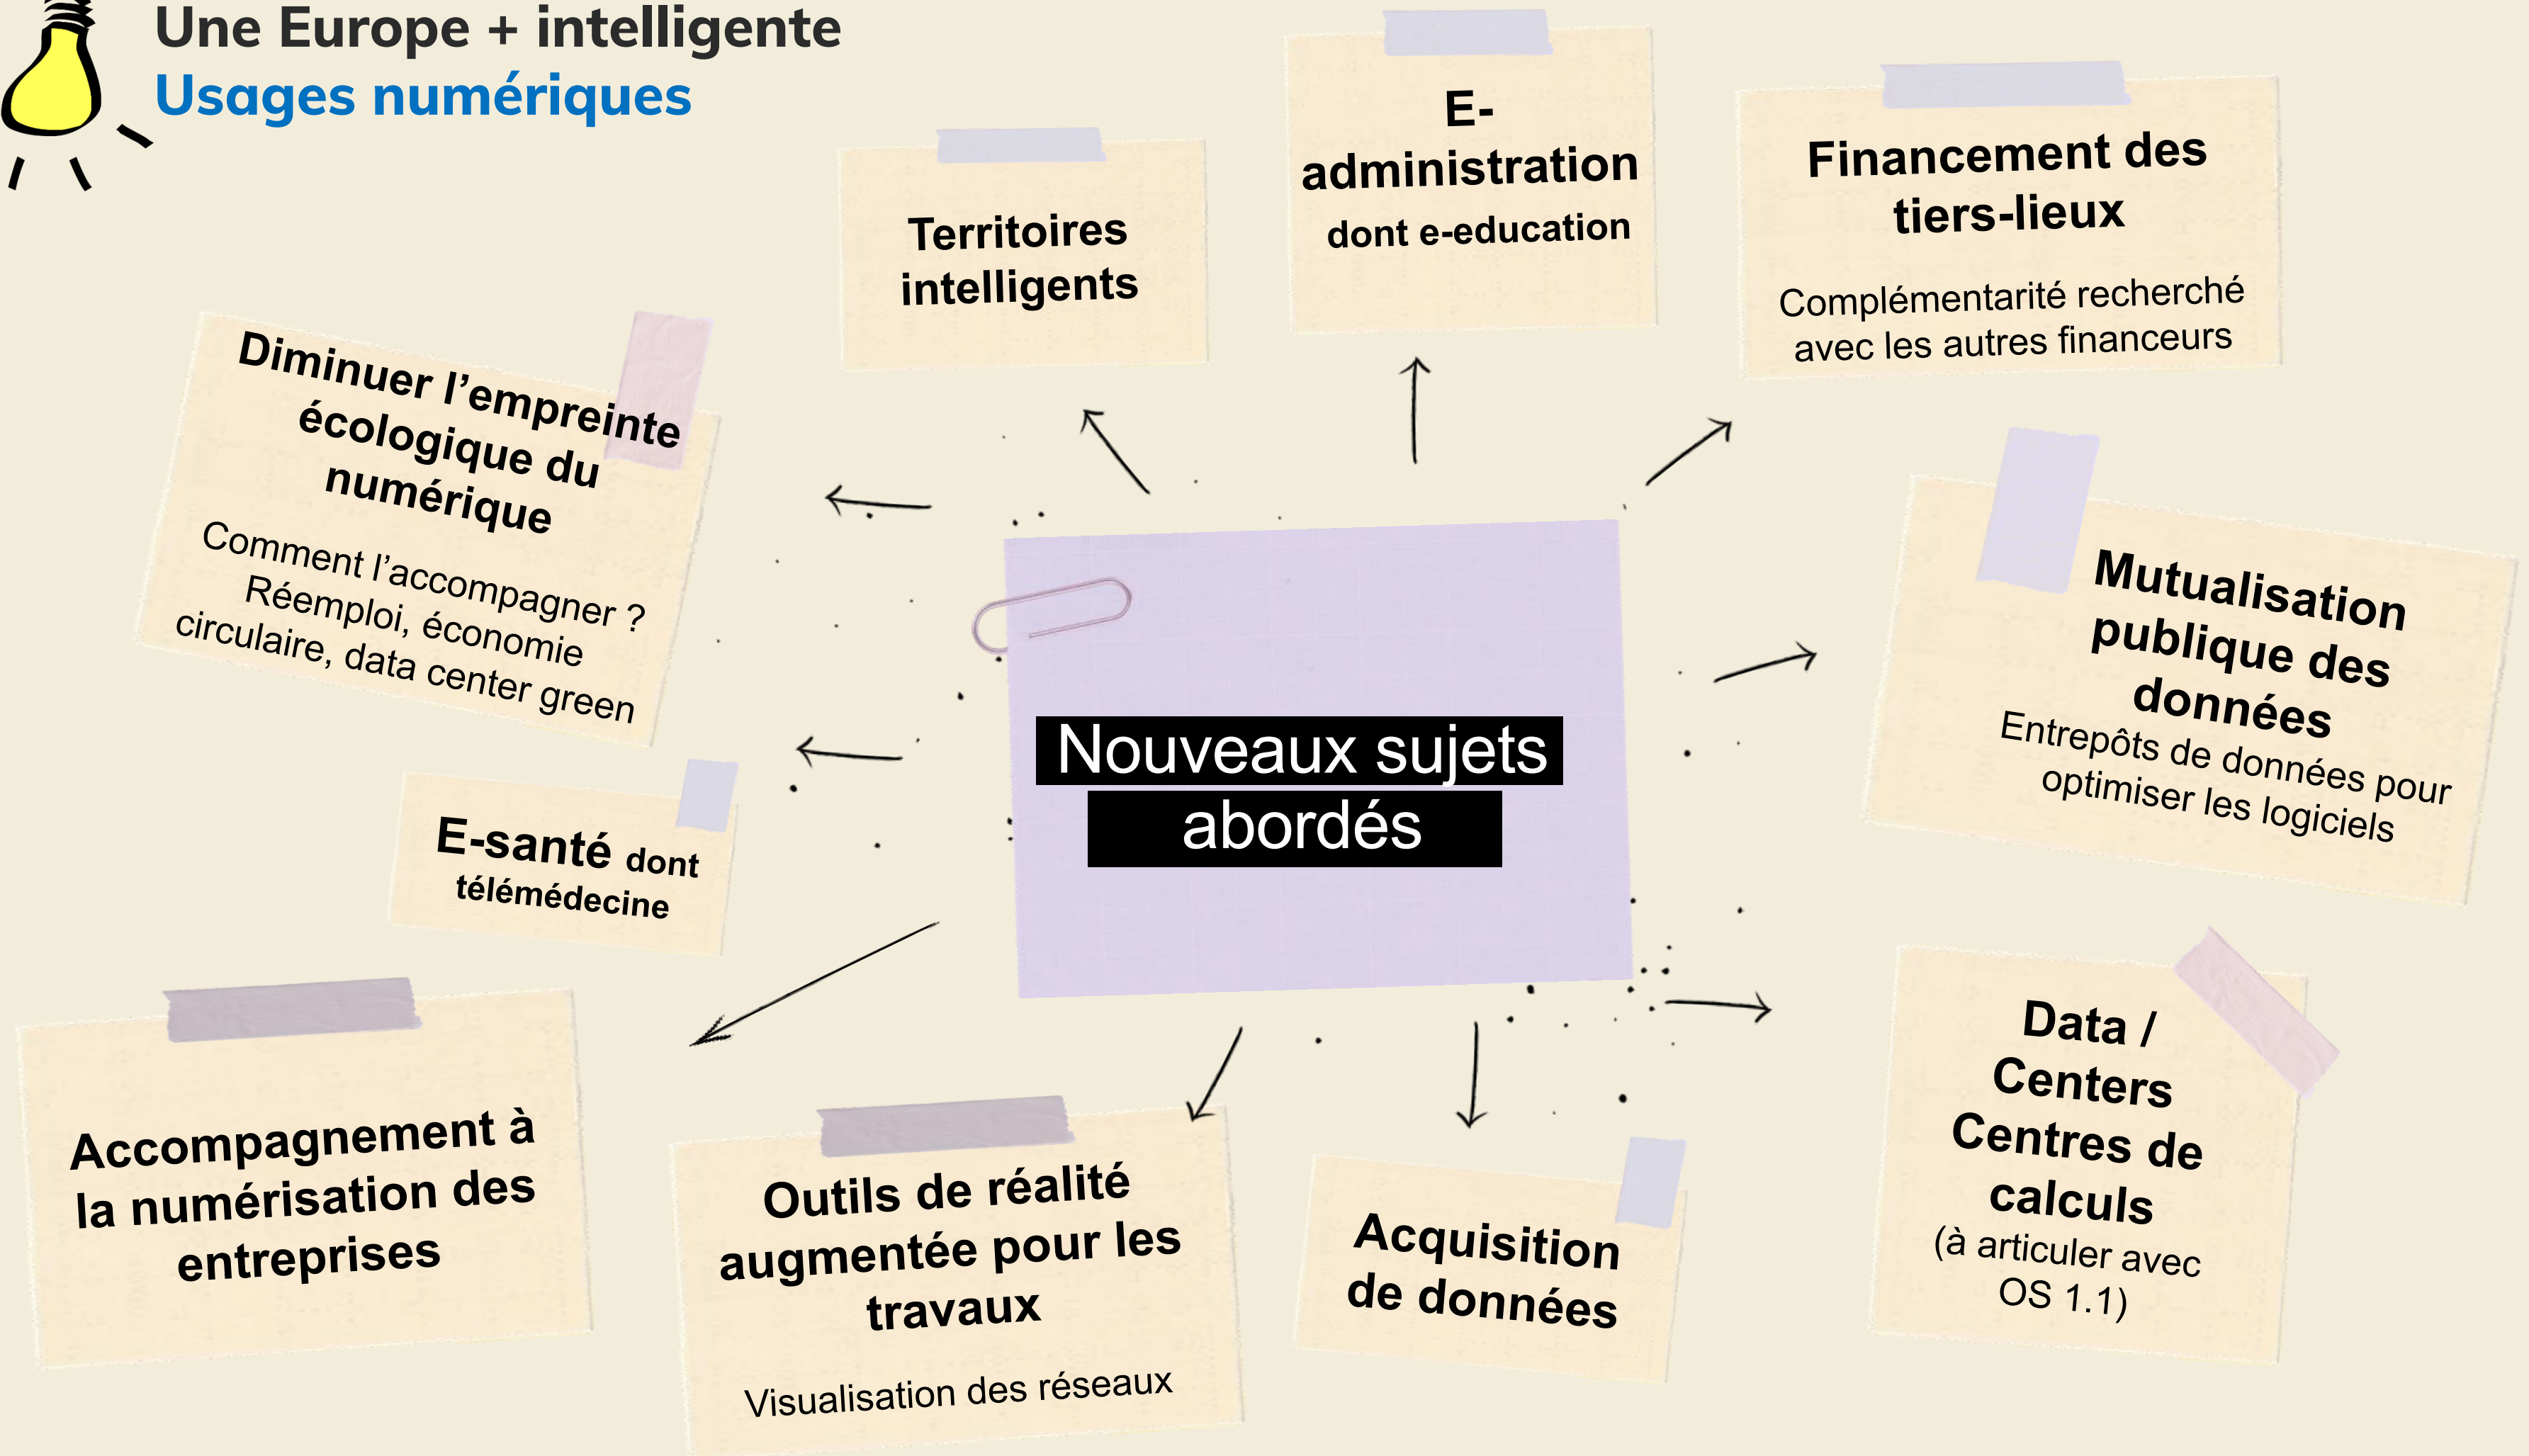 Une Europe + intelligente
Usages numériques
E-
administration
dont e-education
Financement des
tiers-lieux
Complémentarité recherché
avec les autres financeurs
Territoires
intelligents
Diminuer l’empreinte
écologique du
numérique
Comment l’accompagner ?
Réemploi, économie
circulaire, data center green
Mutualisation
publique des
données
Entrepôts de données pour
optimiser les logiciels
Nouveaux sujets
abordés
E-santé dont
télémédecine
Data /
Centers
Centres de
calculs
(à articuler avec
OS 1.1)
Accompagnement à
la numérisation des
entreprises
Outils de réalité
augmentée pour les
travaux
Visualisation des réseaux
Acquisition
de données